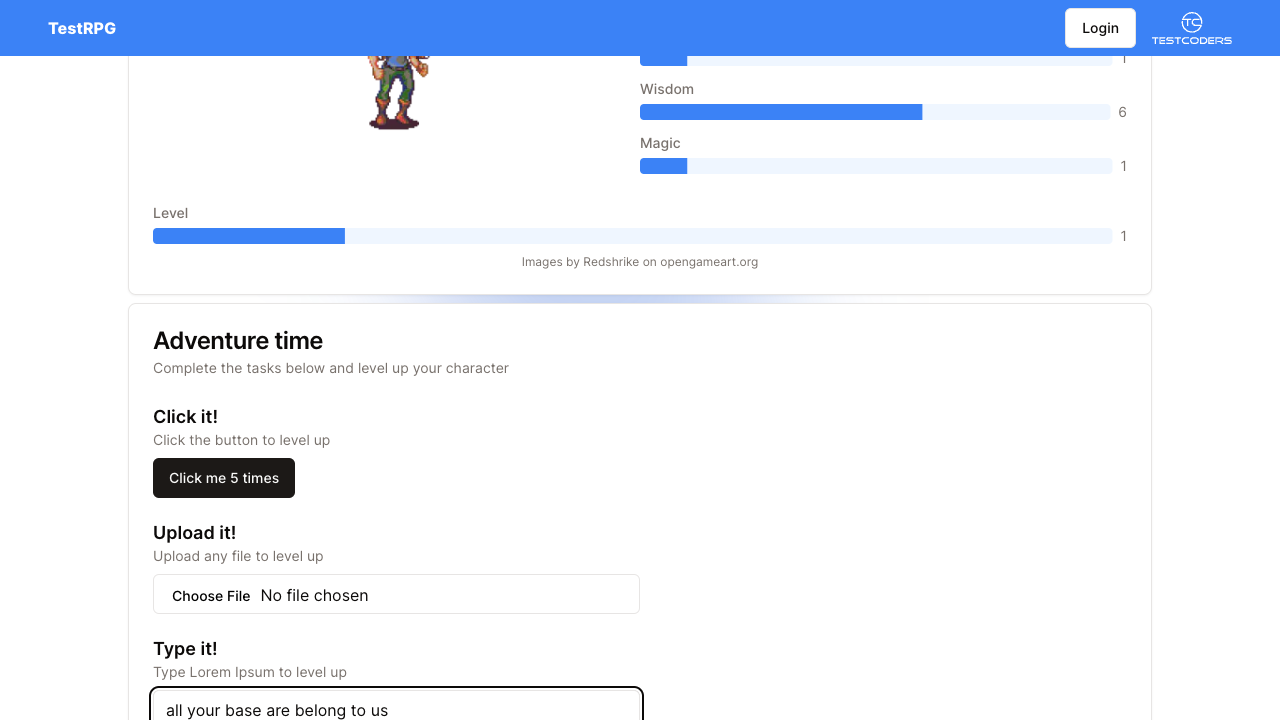 TestRPG
Login
TC
TESTCODERS
Wisdom
6
Magic
1
Level
1
Images by Redshrike on opengameart.org
Adventure time
Complete the tasks below and level up your character
Click it!
Click the button to level up
Click me 5 times
Upload it!
Upload any file to level up
Choose File No file chosen
Type it!
Type Lorem Ipsum to level up
all your base are belong to us